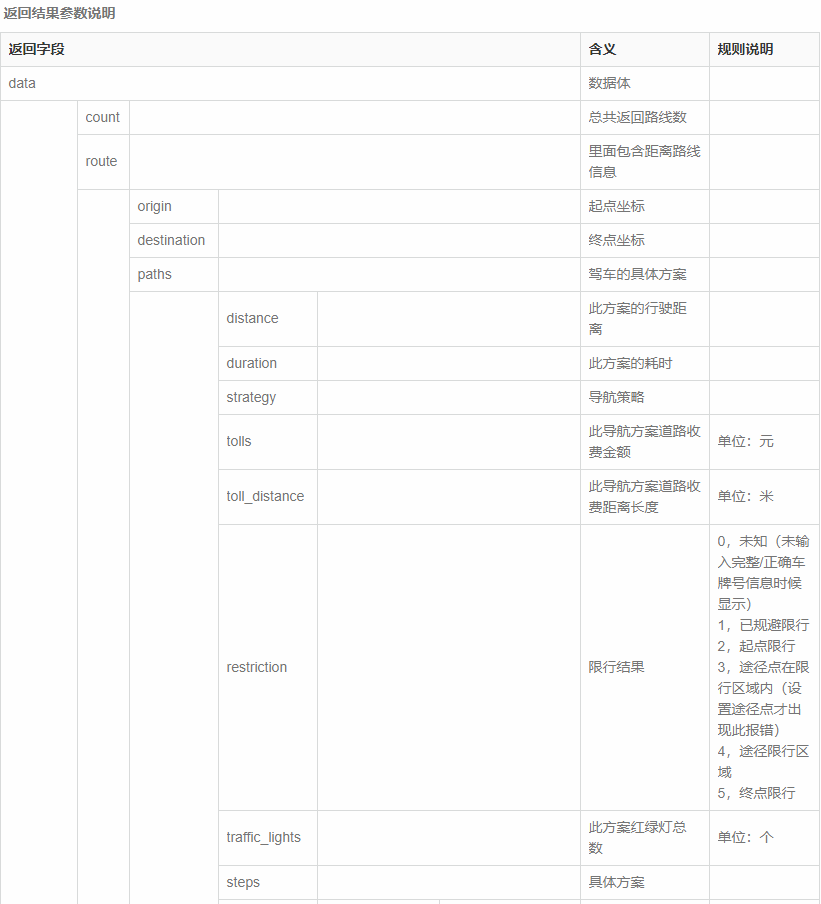 返回结果参数说明
返回字段 含义 规则说明
data 数据体
count 总共返回路线数
route 里面包含距离路线
信息
origin 起点坐标
destination 终点坐标
paths 驾车的具体方案
distance 此方案的行驶距
离
duration 此方案的耗时
strategy 导航策略
tolls 此导航方案道路收
费金额 单位：元
toll_distance 此导航方案道路收
费距离长度 单位：米
restriction 限行结果
0，未知（未输
入完整/正确车
牌号信息时候
显示）
1，已规避限行
2，起点限行
3，途径点在限
行区域内（设
置途径点才出
现此报错）
4，途径限行区
域
5，终点限行
traffic_lights 此方案红绿灯总
数 单位：个
steps 具体方案